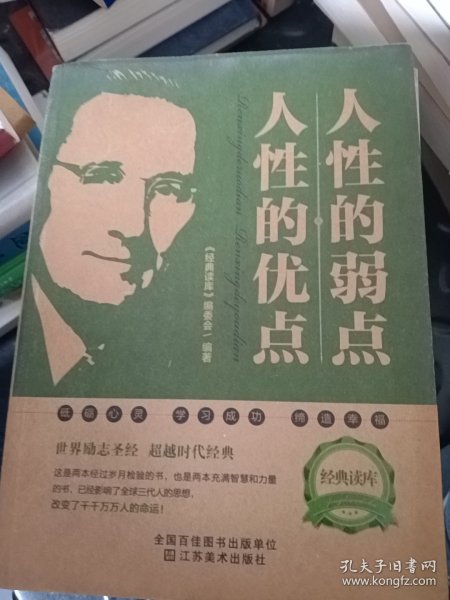 人性的弱点
人性的优点
Renxingderuodian Renxingdeyoudian
《经典读库》编委会 | 编著
砥砺心灵 学习成功 缔造幸福
世界励志圣经 超越时代经典
这是两本经过岁月检验的书，也是两本充满智慧和力量
的书，已经影响了全球三代人的思想，
改变了千千万万人的命运！
经典读库
全国百佳图书出版单位
江苏美术出版社
孔夫子旧书网
www.kongfz.com